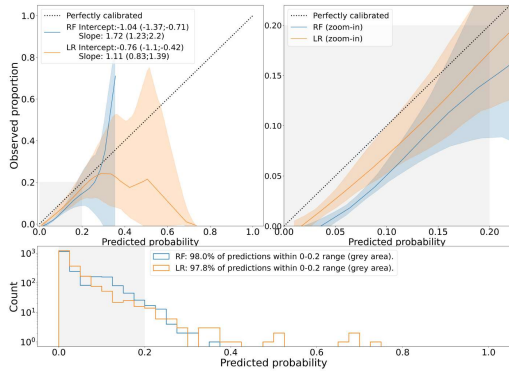 Perfectly calibrated
RF Intercept:-1.04 (-1.37;-0.71)
Slope: 1.72 (1.23;2.2)
LR Intercept:-0.76 (-1.1;-0.42)
Slope: 1.11 (0.83;1.39)
Observed proportion
1.0
0.8
0.6
0.4
0.2
0.0
0.0 0.2 0.4 0.6 0.8 1.0
Predicted probability
Perfectly calibrated
RF (zoom-in)
LR (zoom-in)
0.20
0.15
0.10
0.05
0.00
0.00 0.05 0.10 0.15 0.20
Predicted probability
RF: 98.0% of predictions within 0-0.2 range (grey area).
LR: 97.8% of predictions within 0-0.2 range (grey area).
Count
10³
10²
10¹
10⁰
0.0 0.2 0.4 0.6 0.8 1.0
Predicted probability